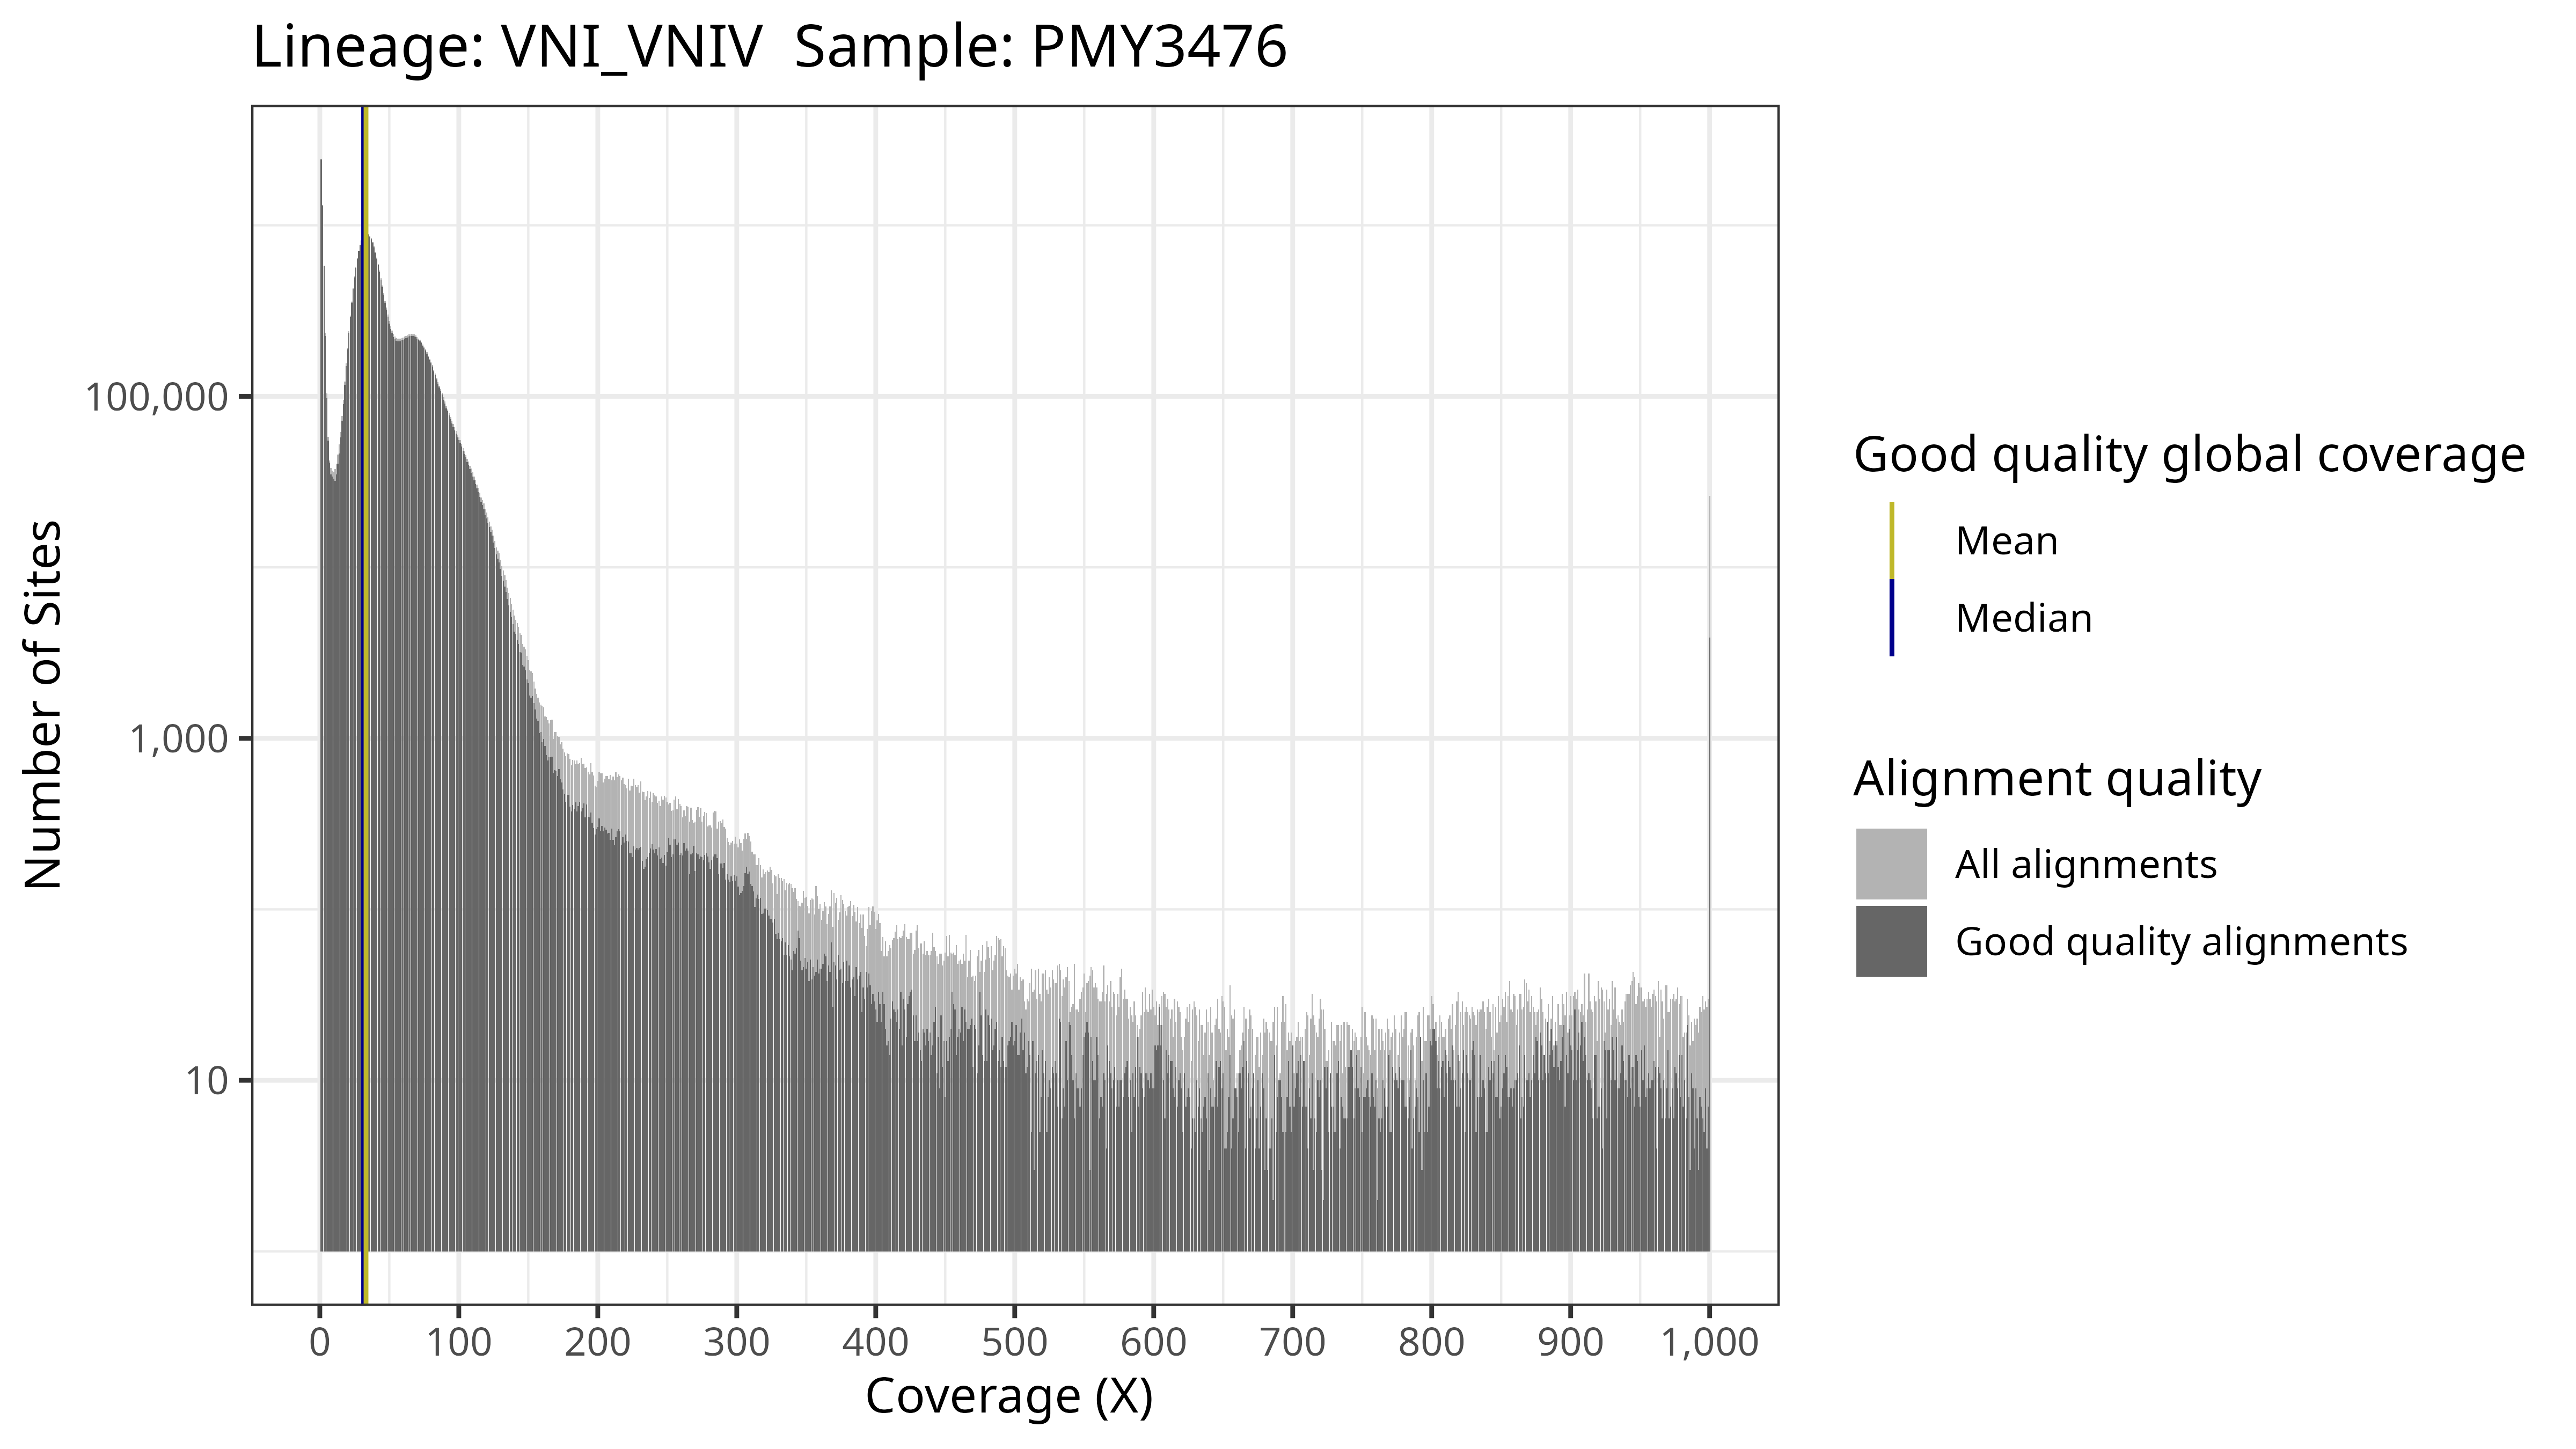 Lineage: VNI_VNIV  Sample: PMY3476
Number of Sites
100,000
1,000
10
0 100 200 300 400 500 600 700 800 900 1,000
Coverage (X)
Good quality global coverage
Mean
Median
Alignment quality
All alignments
Good quality alignments